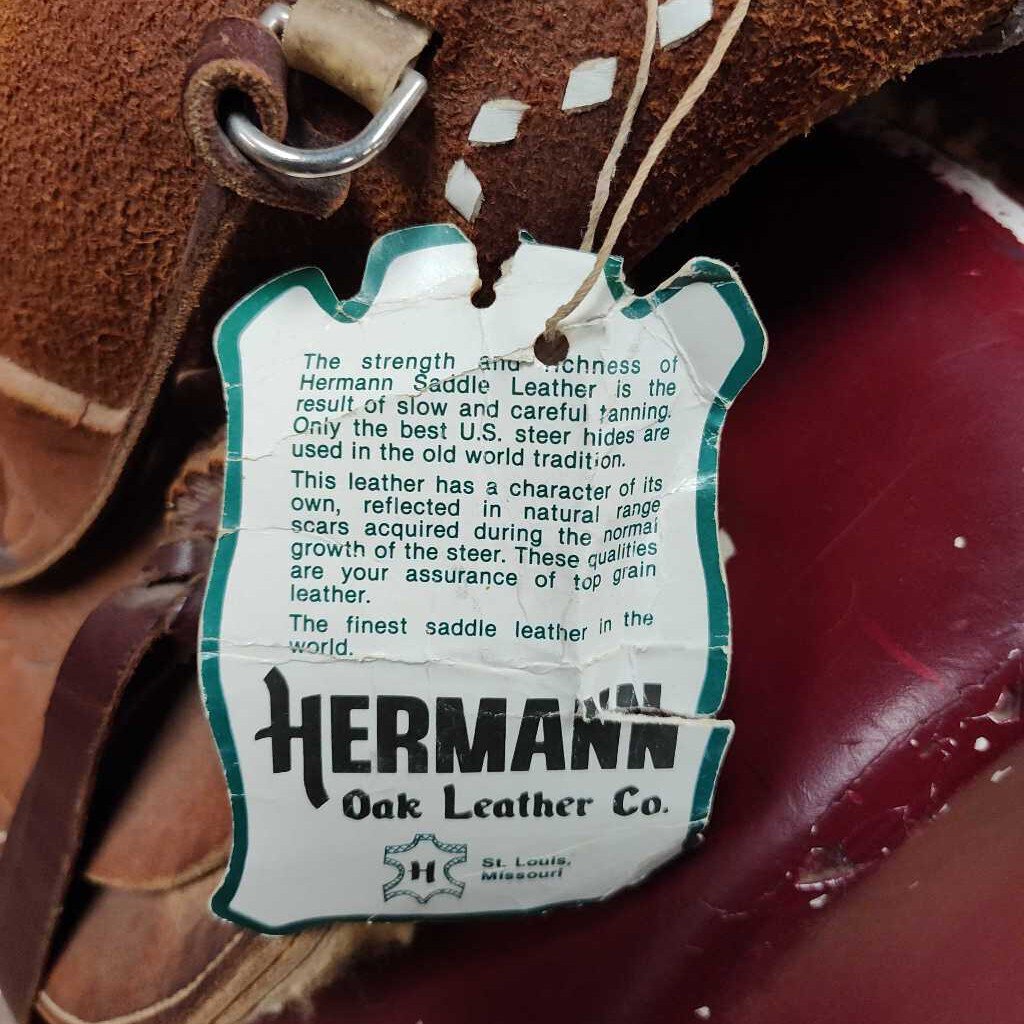 The strength and richness of
Hermann Saddle Leather is the
result of slow and careful tanning.
Only the best U.S. steer hides are
used in the old world tradition.
This leather has a character of its
own, reflected in natural range
scars acquired during the normal
growth of the steer. These qualities
are your assurance of top grain
leather.
The finest saddle leather in the
world.
HERMANN
Oak Leather Co.
H
St. Louis,
Missouri